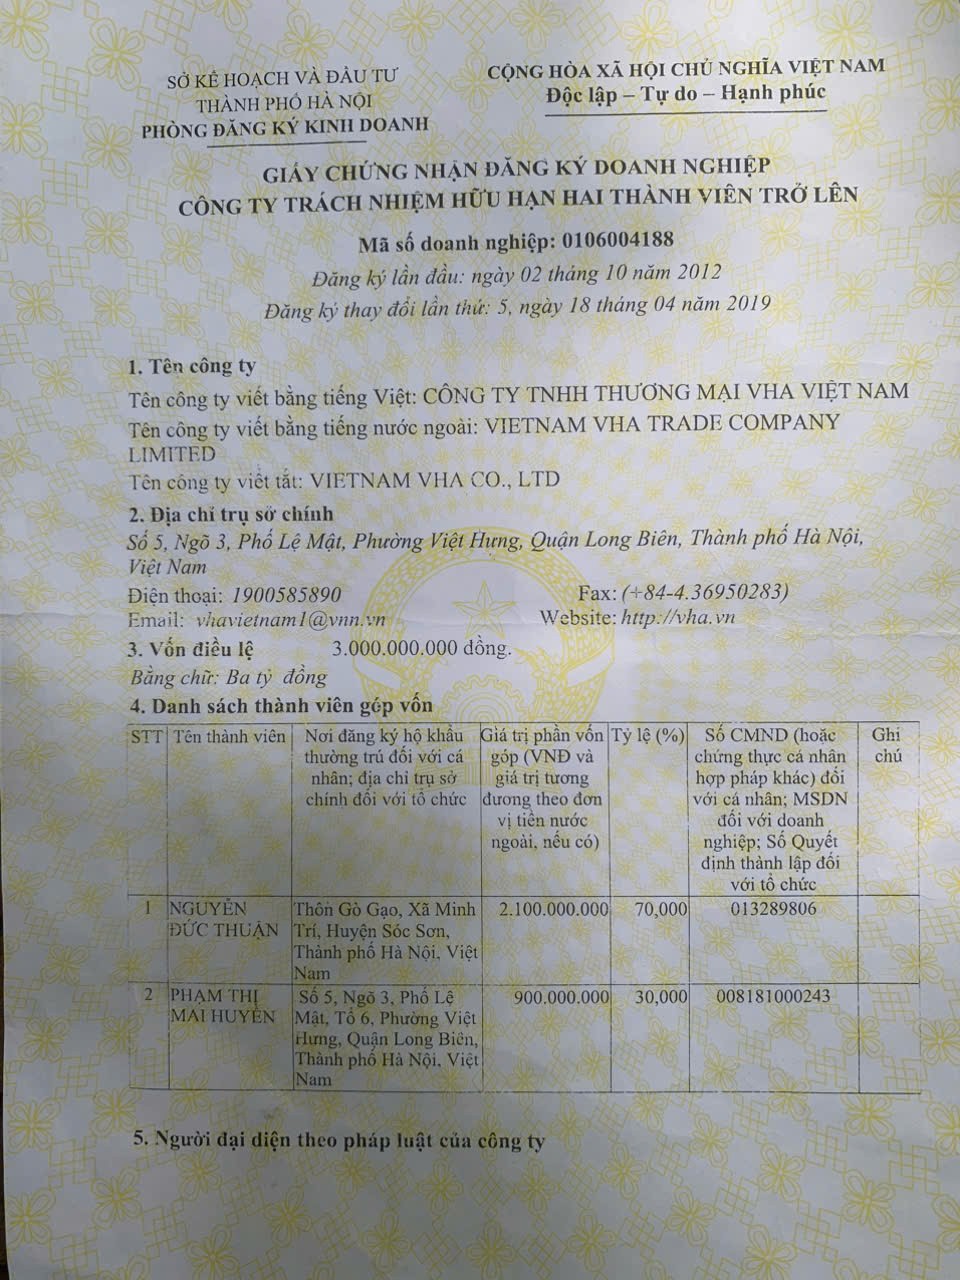 SỞ KẾ HOẠCH VÀ ĐẦU TƯ
THÀNH PHỐ HÀ NỘI
PHÒNG ĐĂNG KÝ KINH DOANH
CỘNG HÒA XÃ HỘI CHỦ NGHĨA VIỆT NAM
Độc lập – Tự do – Hạnh phúc
GIẤY CHỨNG NHẬN ĐĂNG KÝ DOANH NGHIỆP
CÔNG TY TRÁCH NHIỆM HỮU HẠN HAI THÀNH VIÊN TRỞ LÊN
Mã số doanh nghiệp: 0106004188
Đăng ký lần đầu: ngày 02 tháng 10 năm 2012
Đăng ký thay đổi lần thứ: 5, ngày 18 tháng 04 năm 2019
1. Tên công ty
Tên công ty viết bằng tiếng Việt: CÔNG TY TNHH THƯƠNG MẠI VHA VIỆT NAM
Tên công ty viết bằng tiếng nước ngoài: VIETNAM VHA TRADE COMPANY
LIMITED
Tên công ty viết tắt: VIETNAM VHA CO., LTD
2. Địa chỉ trụ sở chính
Số 5, Ngõ 3, Phố Lệ Mật, Phường Việt Hưng, Quận Long Biên, Thành phố Hà Nội,
Việt Nam
Điện thoại: 1900585890 Fax: (+84-4.36950283)
Email: vhavietnam1@vnn.vn Website: http://vha.vn
3. Vốn điều lệ 3.000.000.000 đồng.
Bằng chữ: Ba tỷ đồng
4. Danh sách thành viên góp vốn
STT
Tên thành viên
Nơi đăng ký hộ khẩu
thường trú đối với cá
nhân; địa chỉ trụ sở
chính đối với tổ chức
Giá trị phần vốn
góp (VNĐ và
giá trị tương
đương theo đơn
vị tiền nước
ngoài, nếu có)
Tỷ lệ (%)
Số CMND (hoặc
chứng thực cá nhân
hợp pháp khác) đối
với cá nhân; MSDN
đối với doanh
nghiệp; Số Quyết
định thành lập đối
với tổ chức
Ghi
chú
1
NGUYỄN
ĐỨC THUẬN
Thôn Gò Gạo, Xã Minh
Trí, Huyện Sóc Sơn,
Thành phố Hà Nội, Việt
Nam
2.100.000.000
70,000
013289806
2
PHẠM THỊ
MAI HUYÊN
Số 5, Ngõ 3, Phố Lệ
Mật, Tổ 6, Phường Việt
Hưng, Quận Long Biên,
Thành phố Hà Nội, Việt
Nam
900.000.000
30,000
008181000243
5. Người đại diện theo pháp luật của công ty